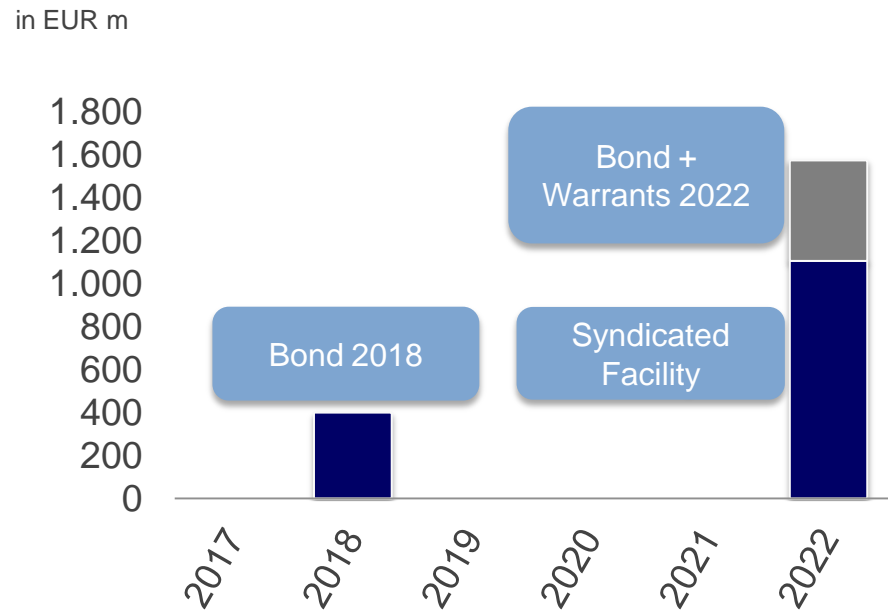 in EUR m
1.800
1.600
1.400
1.200
1.000
800
600
400
200
0
Bond +
Warrants 2022
Bond 2018
Syndicated
Facility
2017
2018
2019
2020
2021
2022